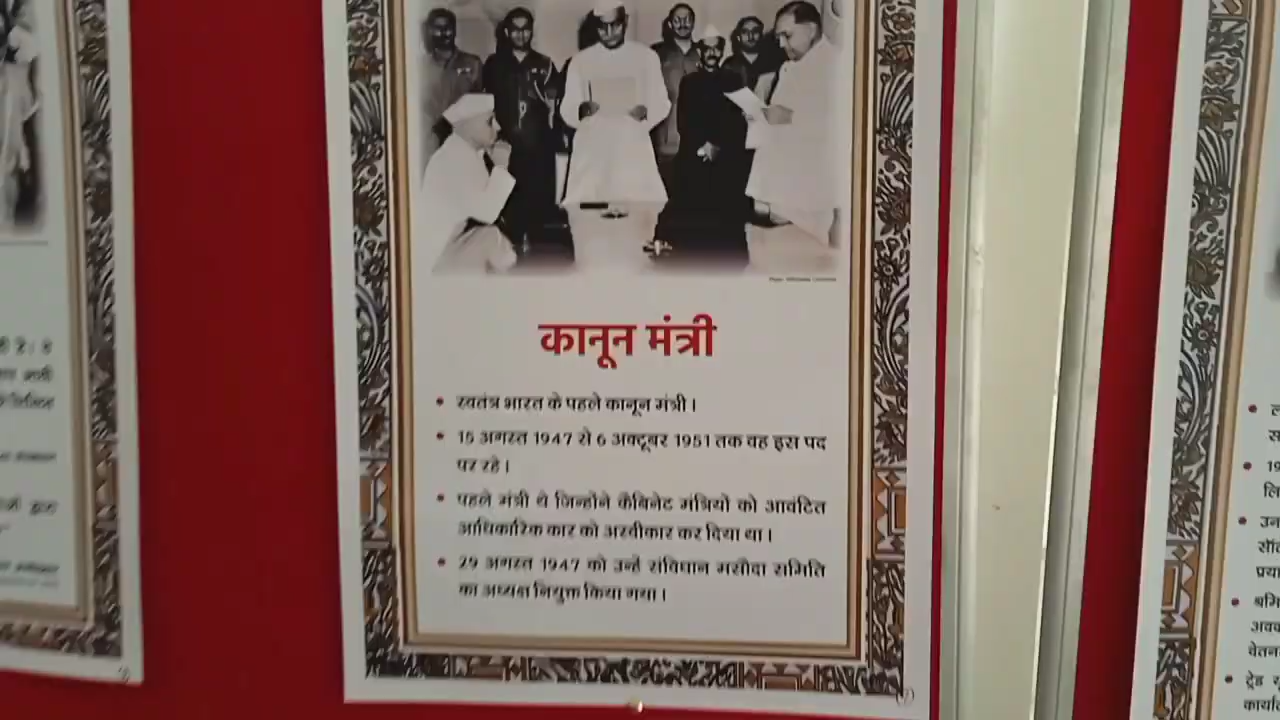 कानून मंत्री
स्वतंत्र भारत के पहले कानून मंत्री।
15 अगस्त 1947 से 6 अक्टूबर 1951 तक वह इस पद
पर रहे।
पहले मंत्री थे जिन्होंने कैबिनेट मंत्रियों को आवंटित
आधिकारिक कार को अस्वीकार कर दिया था।
29 अगस्त 1947 को उन्हें संविधान मसौदा समिति
का अध्यक्ष नियुक्त किया गया।
19